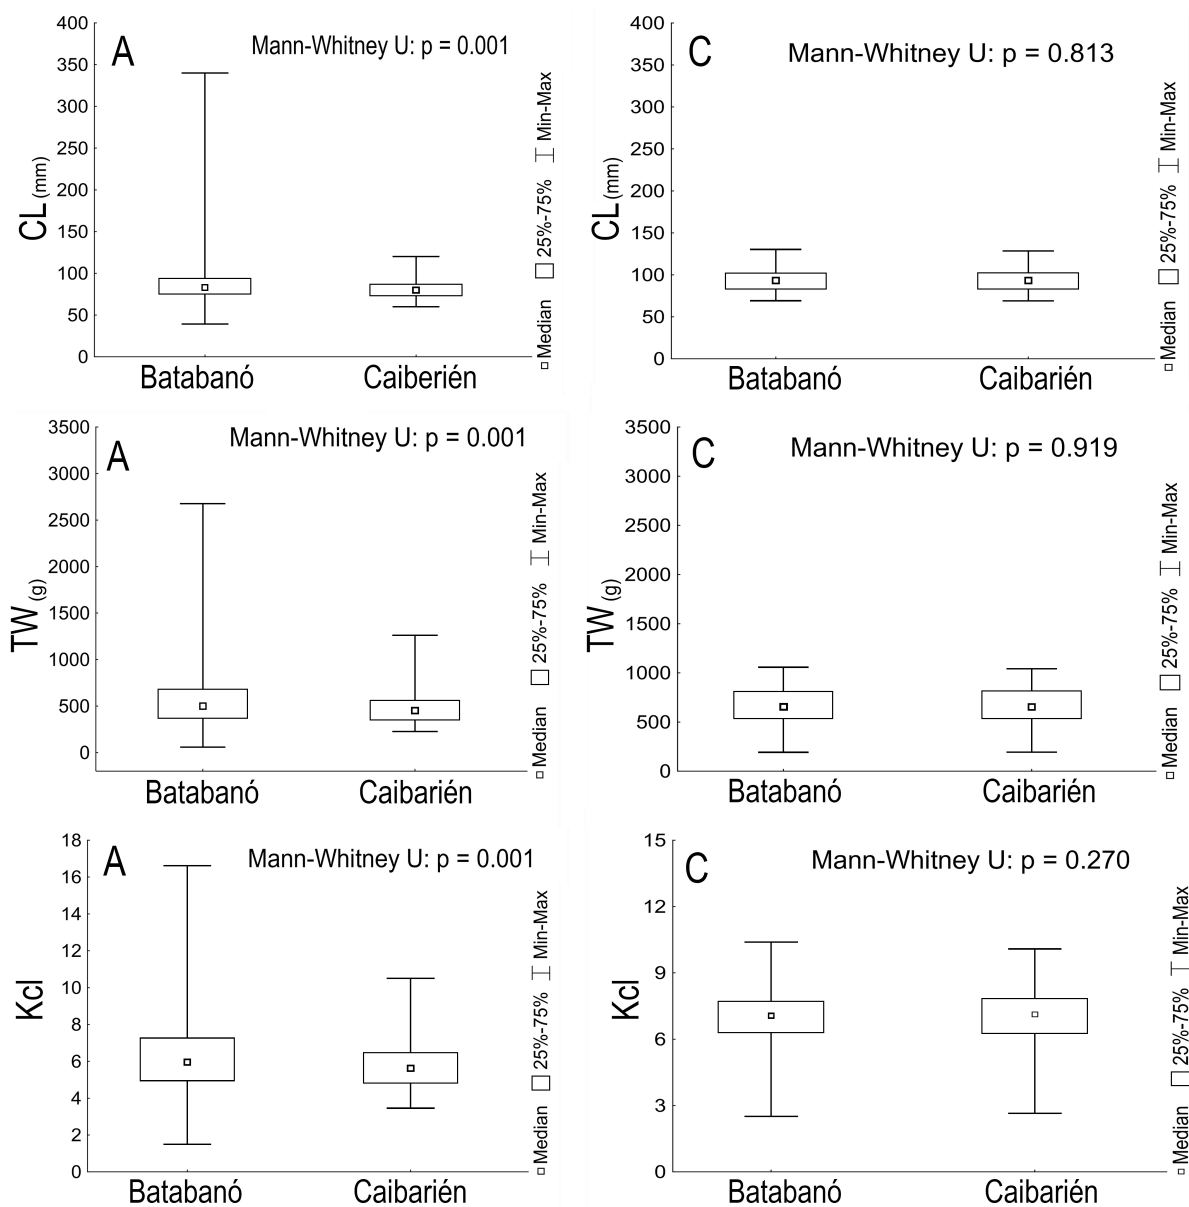 A
Mann-Whitney U: p = 0.001
400
350
300
250
200
150
100
50
0
CL (mm)
Batabanó
Caiberién
Median 25%-75% Min-Max
C
Mann-Whitney U: p = 0.813
400
350
300
250
200
150
100
50
0
CL (mm)
Batabanó
Caibarién
Median 25%-75% Min-Max
A
Mann-Whitney U: p = 0.001
3500
3000
2500
2000
1500
1000
500
0
TW (g)
Batabanó
Caibarién
Median 25%-75% Min-Max
C
Mann-Whitney U: p = 0.919
3500
3000
2500
2000
1500
1000
500
0
TW (g)
Batabanó
Caibarién
Median 25%-75% Min-Max
A
Mann-Whitney U: p = 0.001
18
16
14
12
10
8
6
4
2
0
Kcl
Batabanó
Caibarién
Median 25%-75% Min-Max
C
Mann-Whitney U: p = 0.270
15
12
9
6
3
0
Kcl
Batabanó
Caibarién
Median 25%-75% Min-Max